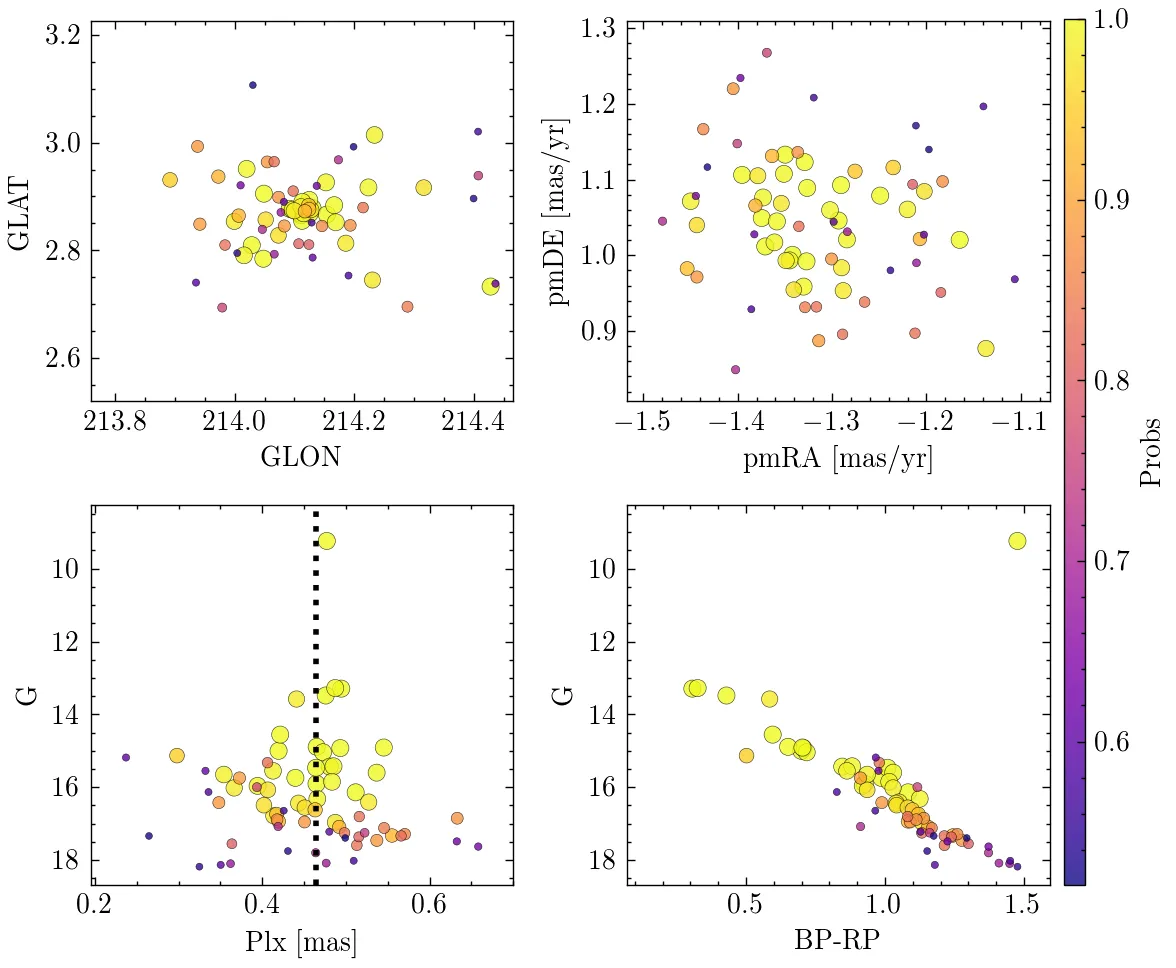 3.2
3.0
2.8
2.6
GLAT
213.8 214.0 214.2 214.4
GLON
1.3
1.2
1.1
1.0
0.9
pmDE [mas/yr]
−1.5 −1.4 −1.3 −1.2 −1.1
pmRA [mas/yr]
10
12
14
16
18
G
0.2 0.4 0.6
Plx [mas]
10
12
14
16
18
G
0.5 1.0 1.5
BP-RP
1.0
0.9
0.8
0.7
0.6
Probs